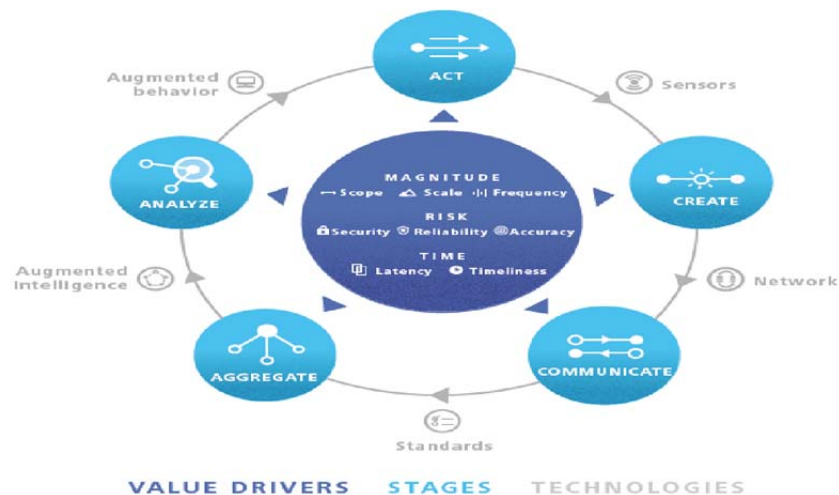 ACT
Augmented
behavior
Sensors
ANALYZE
MAGNITUDE
Scope Scale Frequency
RISK
Security Reliability Accuracy
TIME
Latency Timeliness
CREATE
Augmented
Intelligence
Network
AGGREGATE
COMMUNICATE
Standards
VALUE DRIVERS STAGES TECHNOLOGIES